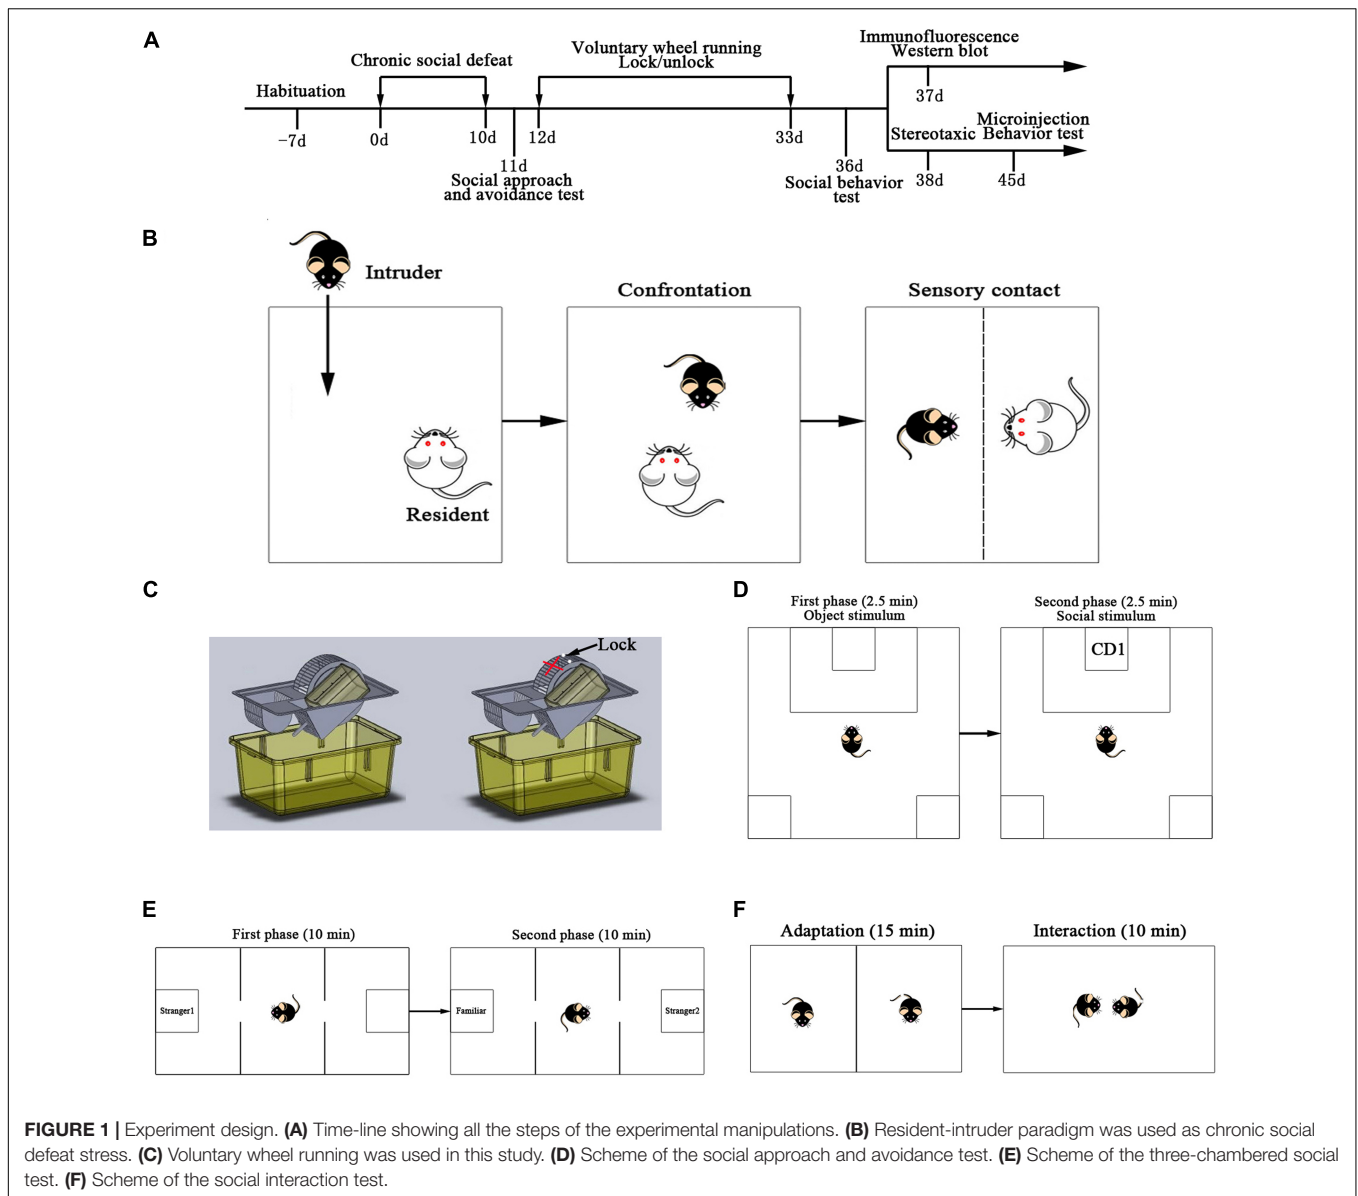 A
Habituation
Chronic social defeat
Voluntary wheel running
Lock/unlock
Immunofluorescence
Western blot
−7d
0d
10d
11d
Social approach
and avoidance test
12d
33d
36d
Social behavior
test
37d
Stereotaxic
Microinjection
Behavior test
38d
45d
B
Intruder
Resident
Confrontation
Sensory contact
C
Lock
D
First phase (2.5 min)
Object stimulum
Second phase (2.5 min)
Social stimulum
CD1
E
First phase (10 min)
Stranger1
Second phase (10 min)
Familiar
Stranger2
F
Adaptation (15 min)
Interaction (10 min)
FIGURE 1 | Experiment design. (A) Time-line showing all the steps of the experimental manipulations. (B) Resident-intruder paradigm was used as chronic social
defeat stress. (C) Voluntary wheel running was used in this study. (D) Scheme of the social approach and avoidance test. (E) Scheme of the three-chambered social
test. (F) Scheme of the social interaction test.